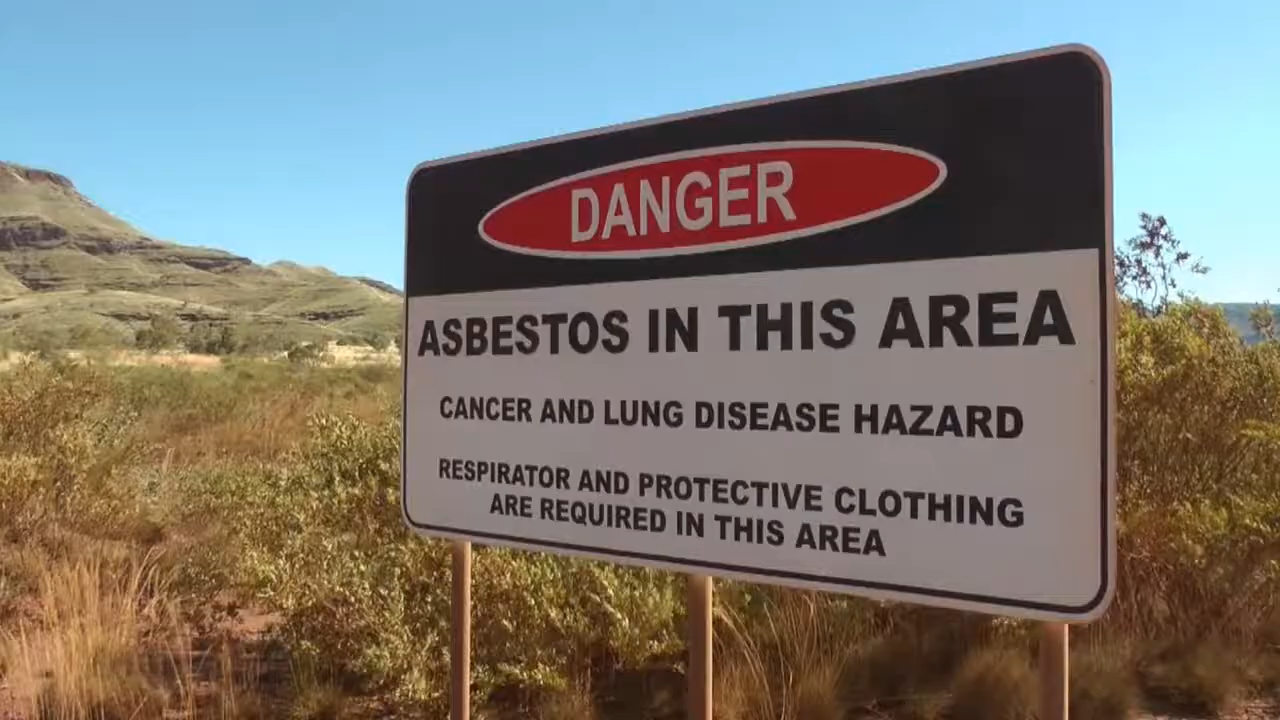 DANGER
ASBESTOS IN THIS AREA
CANCER AND LUNG DISEASE HAZARD
RESPIRATOR AND PROTECTIVE CLOTHING
ARE REQUIRED IN THIS AREA